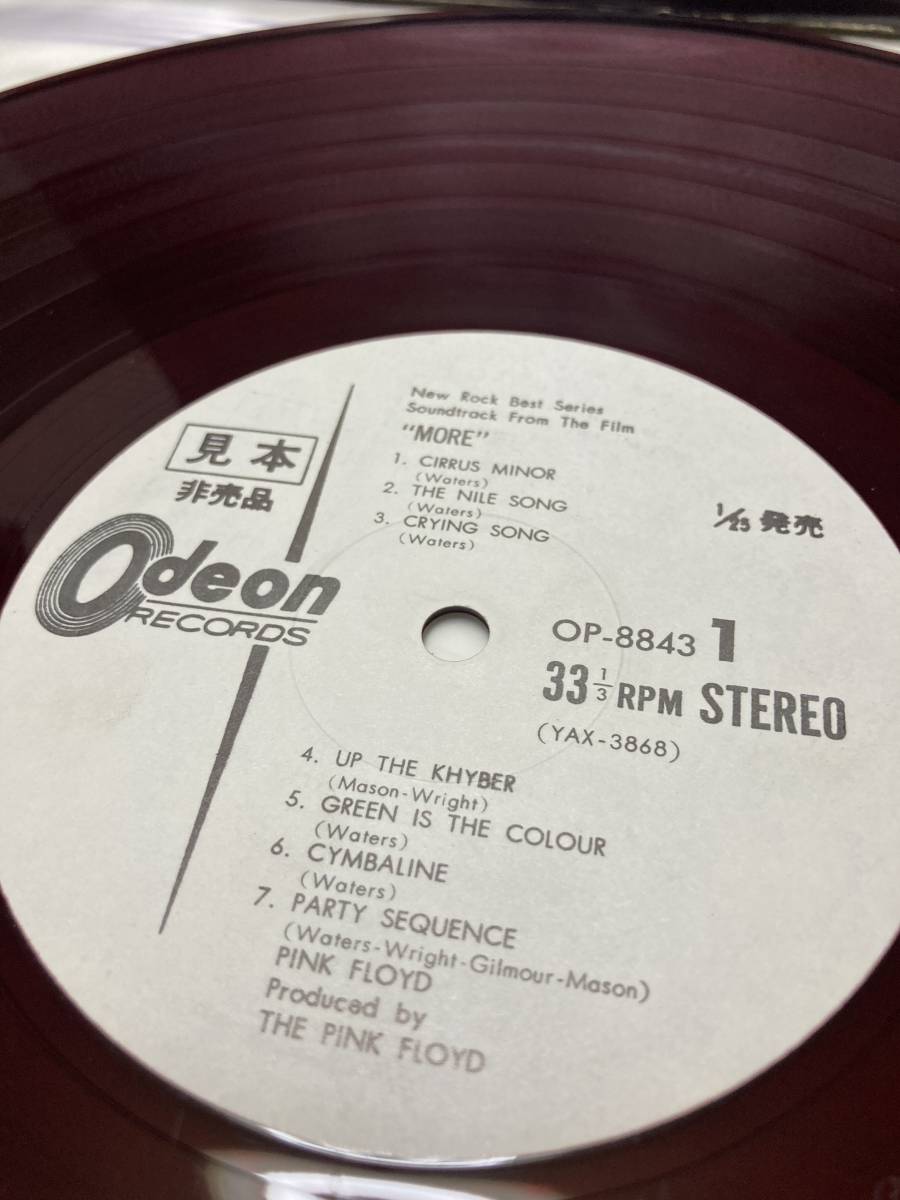 New Rock Best Series
Soundtrack From The Film
"MORE"
1. CIRRUS MINOR
(Waters)
2. THE NILE SONG
(Waters)
3. CRYING SONG
(Waters)
見本
非売品
1/25 発売
Odeon
RECORDS
OP-8843 1
33 1/3 RPM STEREO
(YAX-3868)
4. UP THE KHYBER
(Mason-Wright)
5. GREEN IS THE COLOUR
(Waters)
6. CYMBALINE
(Waters)
7. PARTY SEQUENCE
(Waters-Wright-Gilmour-Mason)
PINK FLOYD
Produced by
THE PINK FLOYD